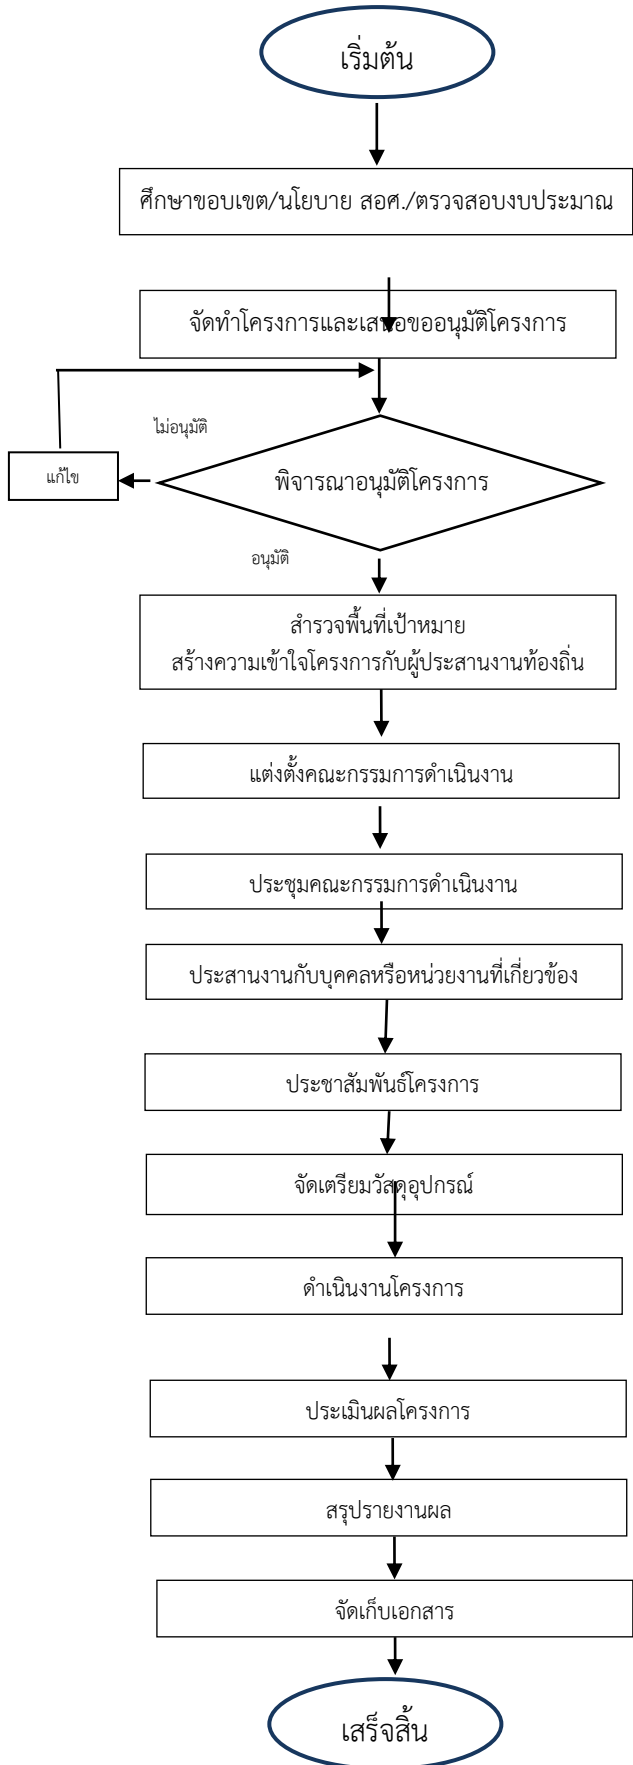 เริ่มต้น
ศึกษาขอบเขต/นโยบาย สอศ./ตรวจสอบงบประมาณ
จัดทำโครงการและเสนอขออนุมัติโครงการ
ไม่อนุมัติ
แก้ไข
พิจารณาอนุมัติโครงการ
อนุมัติ
สำรวจพื้นที่เป้าหมาย
สร้างความเข้าใจโครงการกับผู้ประสานงานท้องถิ่น
แต่งตั้งคณะกรรมการดำเนินงาน
ประชุมคณะกรรมการดำเนินงาน
ประสานงานกับบุคคลหรือหน่วยงานที่เกี่ยวข้อง
ประชาสัมพันธ์โครงการ
จัดเตรียมวัสดุอุปกรณ์
ดำเนินงานโครงการ
ประเมินผลโครงการ
สรุปรายงานผล
จัดเก็บเอกสาร
เสร็จสิ้น